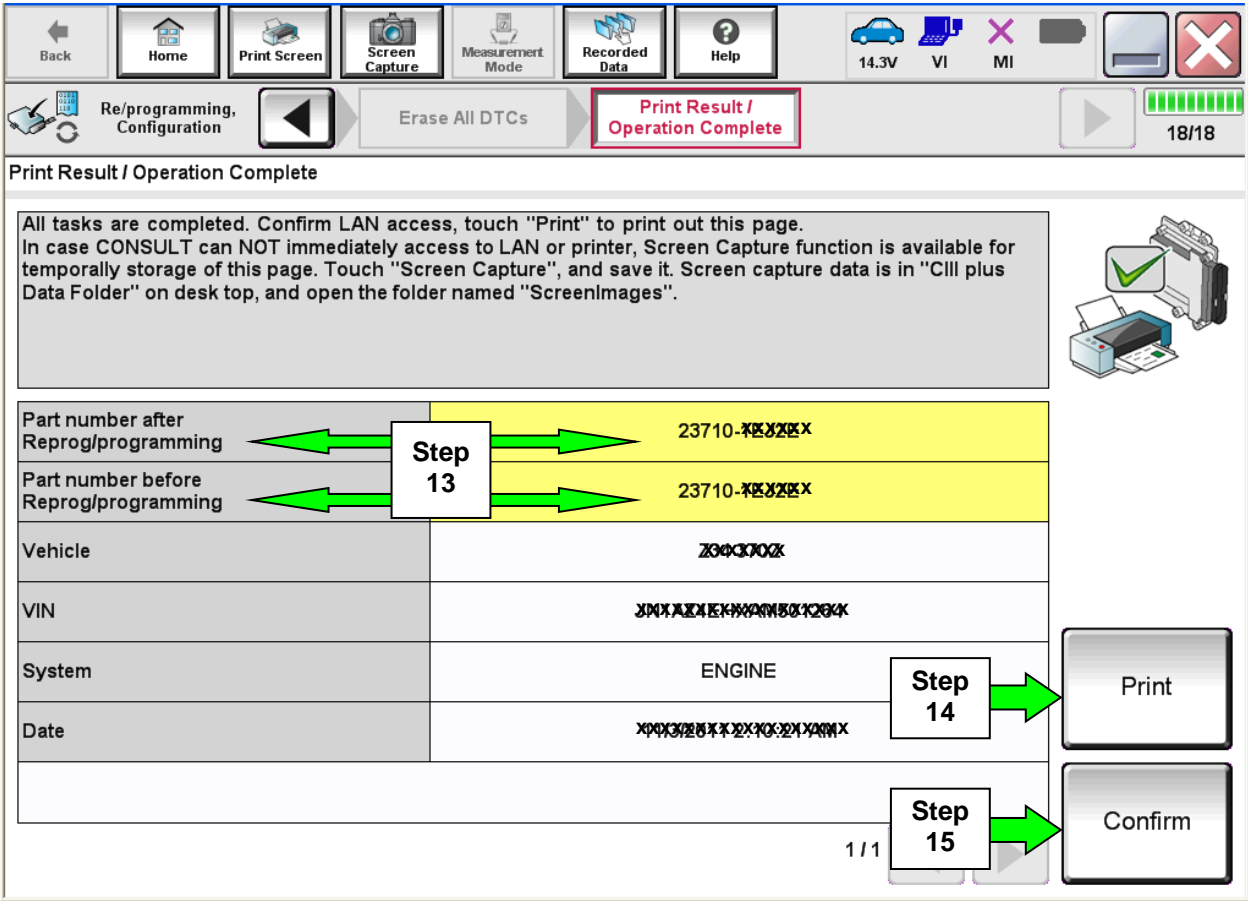 Back
Home
Print Screen
Screen
Capture
Measurement
Mode
Recorded
Data
Help
14.3V
VI
MI
Re/programming,
Configuration
Erase All DTCs
Print Result /
Operation Complete
18/18
Print Result / Operation Complete
All tasks are completed. Confirm LAN access, touch "Print" to print out this page.
In case CONSULT can NOT immediately access to LAN or printer, Screen Capture function is available for
temporally storage of this page. Touch "Screen Capture", and save it. Screen capture data is in "CIII plus
Data Folder" on desk top, and open the folder named "ScreenImages".
Part number after
Reprog/programming
23710-
Step
13
Part number before
Reprog/programming
23710-
Vehicle
VIN
System
ENGINE
Step
14
Print
Date
Step
15
Confirm
1/1